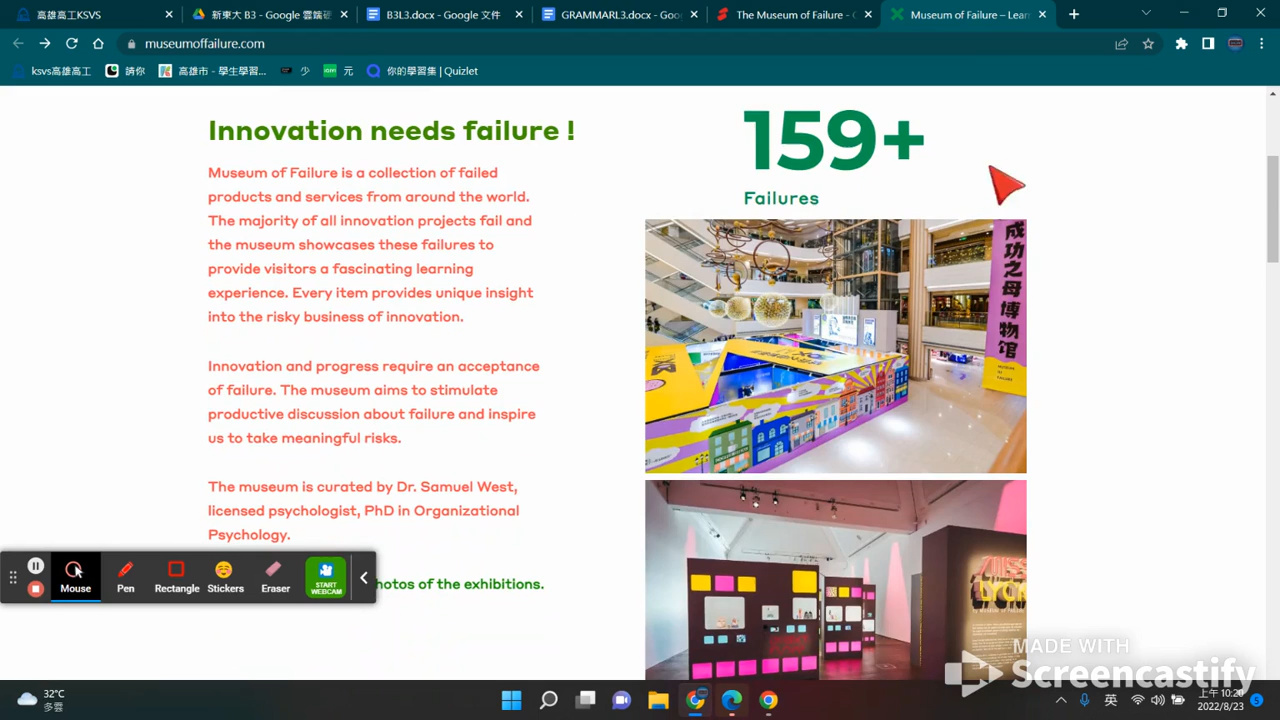 高雄高工KSVS
新東大 B3 - Google 雲端硬
B3L3.docx - Google 文件
GRAMMARL3.docx - Goo
The Museum of Failure - 
Museum of Failure – Lear
museumoffailure.com
ksvs高雄高工
請你
高雄市 - 學生學習...
少
元
你的學習集 | Quizlet
Innovation needs failure !
159+
Failures
Museum of Failure is a collection of failed
products and services from around the world.
The majority of all innovation projects fail and
the museum showcases these failures to
provide visitors a fascinating learning
experience. Every item provides unique insight
into the risky business of innovation.
Innovation and progress require an acceptance
of failure. The museum aims to stimulate
productive discussion about failure and inspire
us to take meaningful risks.
The museum is curated by Dr. Samuel West,
licensed psychologist, PhD in Organizational
Psychology.
hotos of the exhibitions.
成功之母博物馆
MUSEUM
OF
FAILURE
Mouse
Pen
Rectangle
Stickers
Eraser
START
WEBCAM
MADE WITH
Screencastify
32°C
多雲
英
上午 10:20
2022/8/23
5